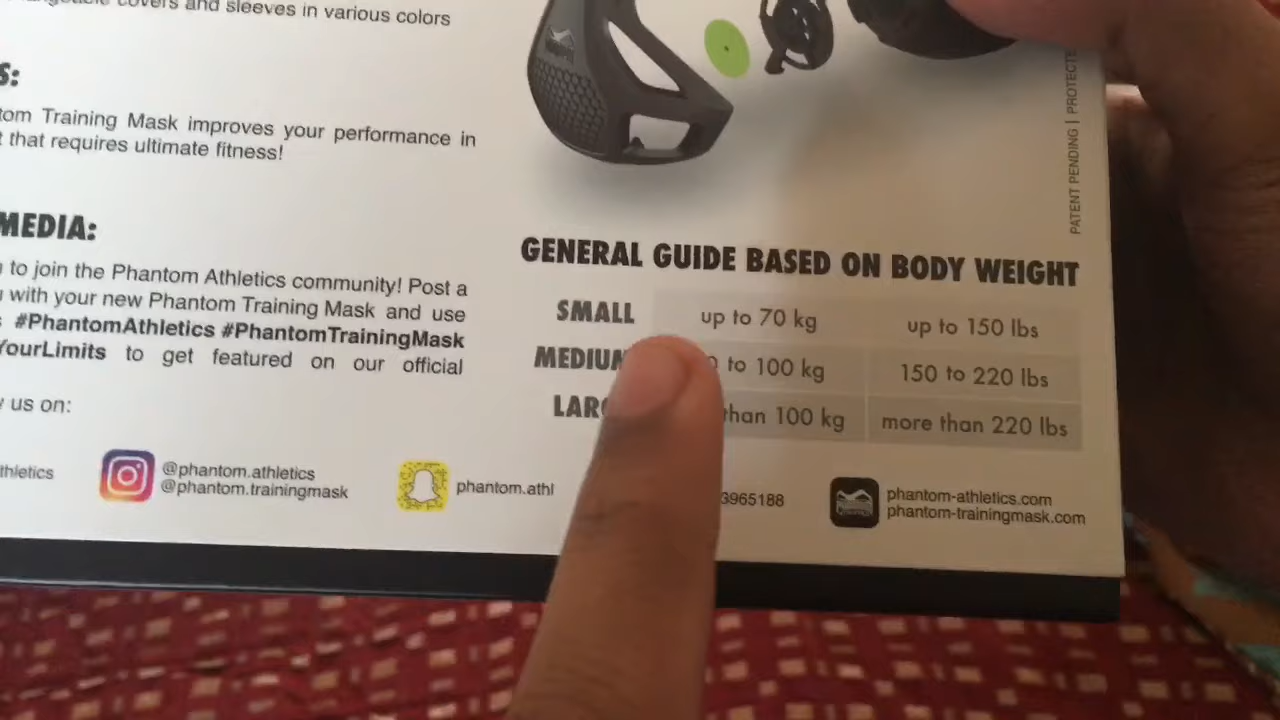 covers and sleeves in various colors
S:
tom Training Mask improves your performance in
t that requires ultimate fitness!
MEDIA:
to join the Phantom Athletics community! Post a
with your new Phantom Training Mask and use
#PhantomAthletics #PhantomTrainingMask
YourLimits to get featured on our official
us on:
thletics
@phantom.athletics
@phantom.trainingmask
phantom.athl
3965188
phantom-athletics.com
phantom-trainingmask.com
GENERAL GUIDE BASED ON BODY WEIGHT
SMALL up to 70 kg up to 150 lbs
MEDIUM to 100 kg 150 to 220 lbs
LARG than 100 kg more than 220 lbs
PATENT PENDING | PROTECTE